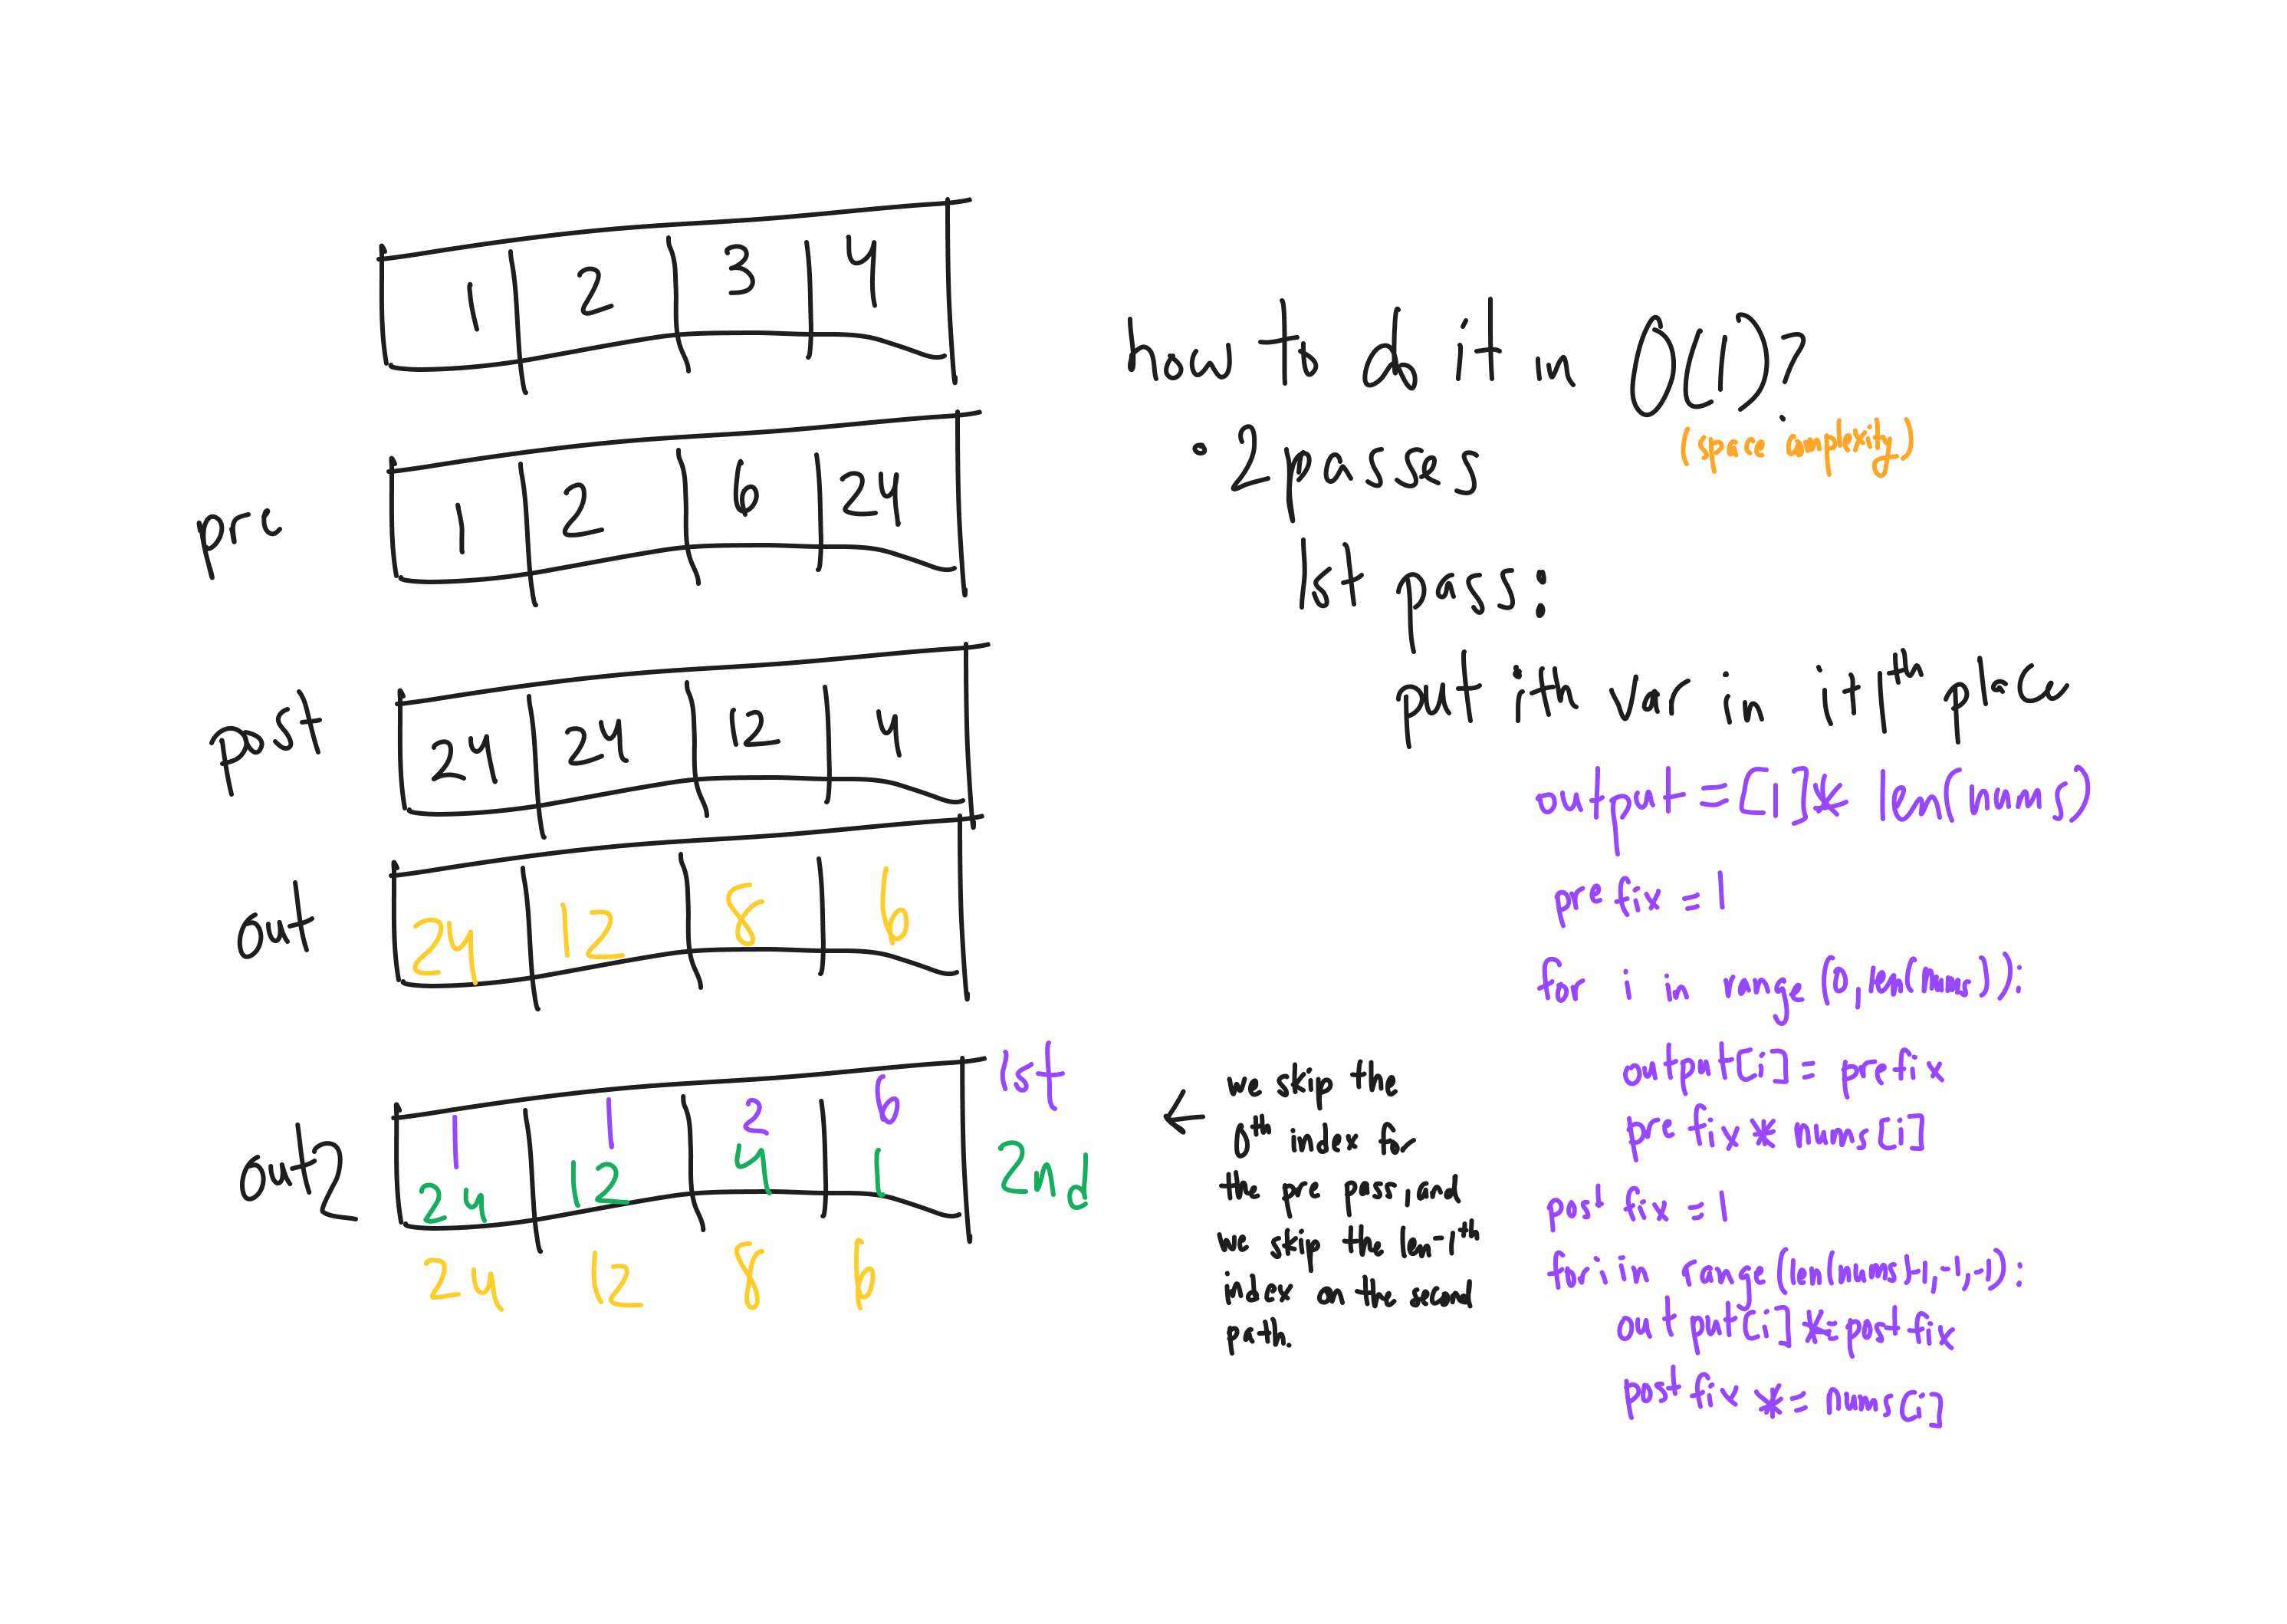 1 2 3 4
pre 1 2 6 24
post 24 24 12 4
out 24 12 8 6
out2 1 1 2 6 1st
24 12 4 1 2nd
24 12 8 6
how to do it in O(1)?
(space complexity)
• 2 passes
1st pass:
put ith var in i+1th place
output = [1] * len(nums)
prefix = 1
for i in range (0, len(nums)):
output[i] = prefix
prefix * nums[i]
postfix = 1
for i in range (len(nums)-1, -1, -1):
output[i] *= postfix
postfix *= nums[i]
← we skip the
0th index for
the pre pass, and
we skip the len-1th
index on the second
path.